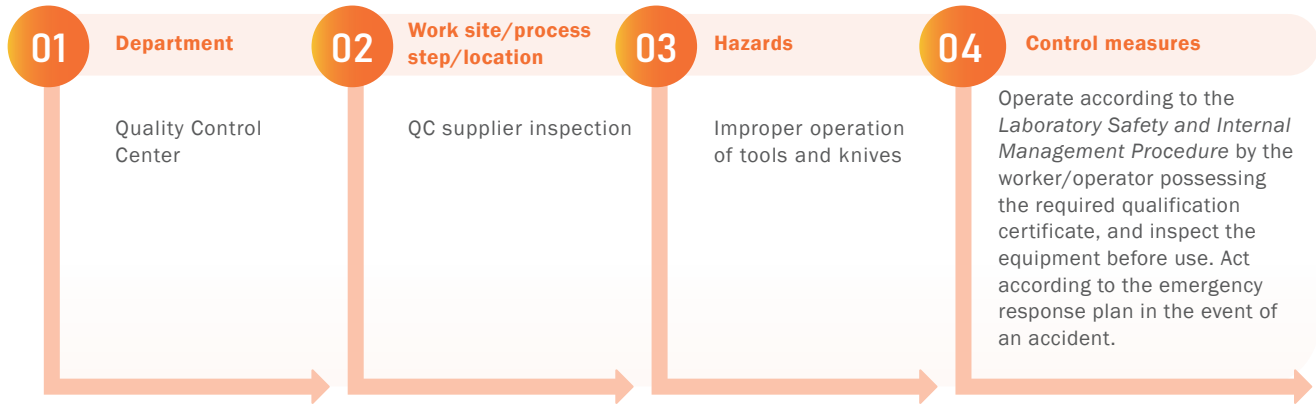 01
Department
Quality Control
Center
02
Work site/process
step/location
QC supplier inspection
03
Hazards
Improper operation
of tools and knives
04
Control measures
Operate according to the
Laboratory Safety and Internal
Management Procedure by the
worker/operator possessing
the required qualification
certificate, and inspect the
equipment before use. Act
according to the emergency
response plan in the event of
an accident.